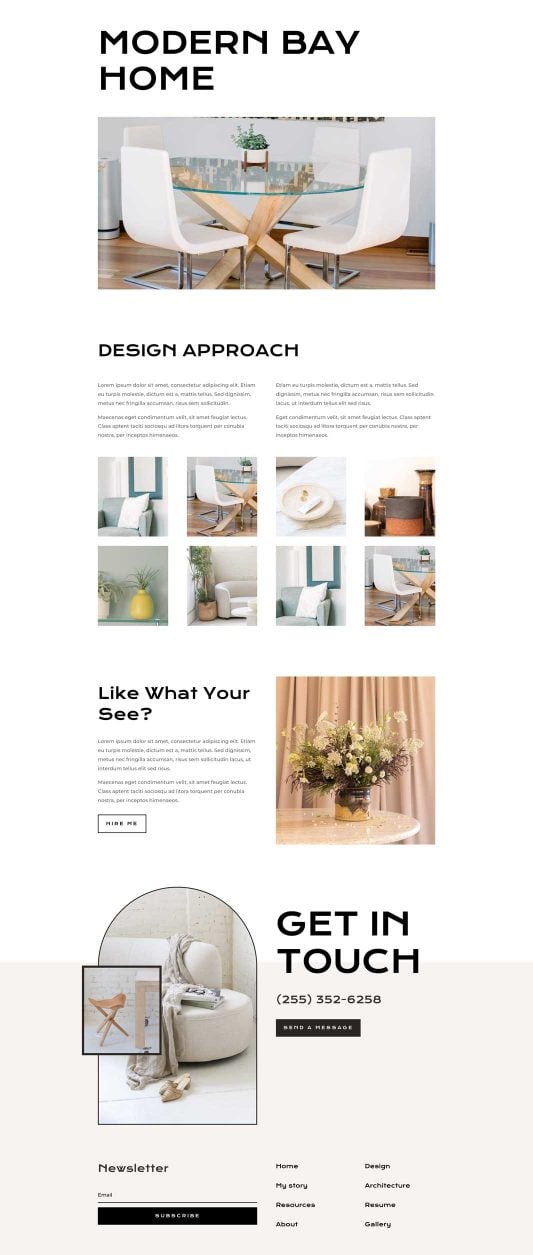 MODERN BAY
HOME
DESIGN APPROACH
Lorem ipsum dolor sit amet, consectetur adipiscing elit. Etiam
eu turpis molestie, dictum est a, mattis tellus. Sed dignissim,
metus nec fringilla accumsan, risus sem sollicitudin.
Maecenas eget condimentum velit, sit amet feugiat lectus.
Class aptent taciti sociosqu ad litora torquent per conubia
nostra, per inceptos himenaeos.
Etiam eu turpis molestie, dictum est a, mattis tellus. Sed
dignissim, metus nec fringilla accumsan, risus sem sollicitudin
lacus, ut interdum tellus elit sed risus.
Eget condimentum velit, sit amet feugiat lectus. Class aptent
taciti sociosqu ad litora torquent per conubia nostra, per
inceptos himenaeos.
Like What Your
See?
Lorem ipsum dolor sit amet, consectetur adipiscing elit. Etiam
eu turpis molestie, dictum est a, mattis tellus. Sed dignissim,
metus nec fringilla accumsan, risus sem sollicitudin lacus, ut
interdum tellus elit sed risus.
Maecenas eget condimentum velit, sit amet feugiat lectus.
Class aptent taciti sociosqu ad litora torquent per conubia
nostra, per inceptos himenaeos.
HIRE ME
GET IN
TOUCH
(255) 352-6258
SEND A MESSAGE
Newsletter
Email
SUBSCRIBE
Home
My story
Resources
About
Design
Architecture
Resume
Gallery